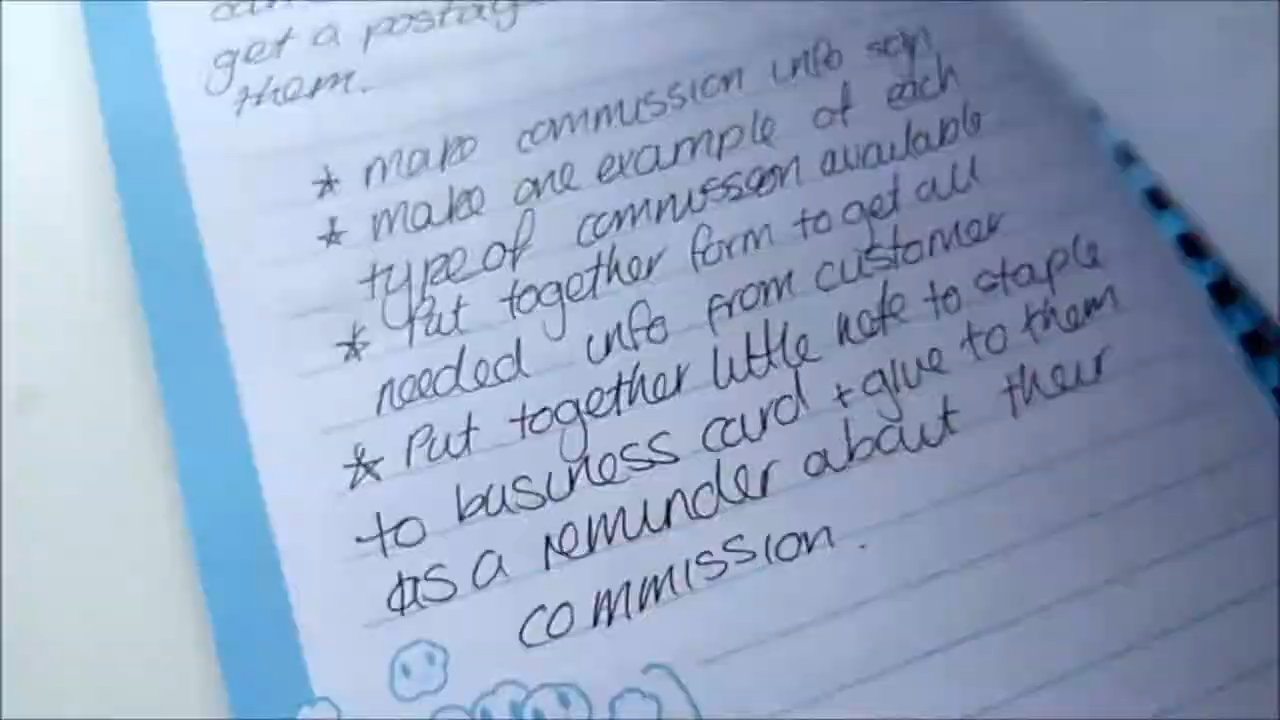 get a postage
them.
* make commission info sign
* make one example of each
type of commission available
* Put together form to get all
needed info from customer
* Put together little note to staple
to business card + give to them
as a reminder about their
commission.